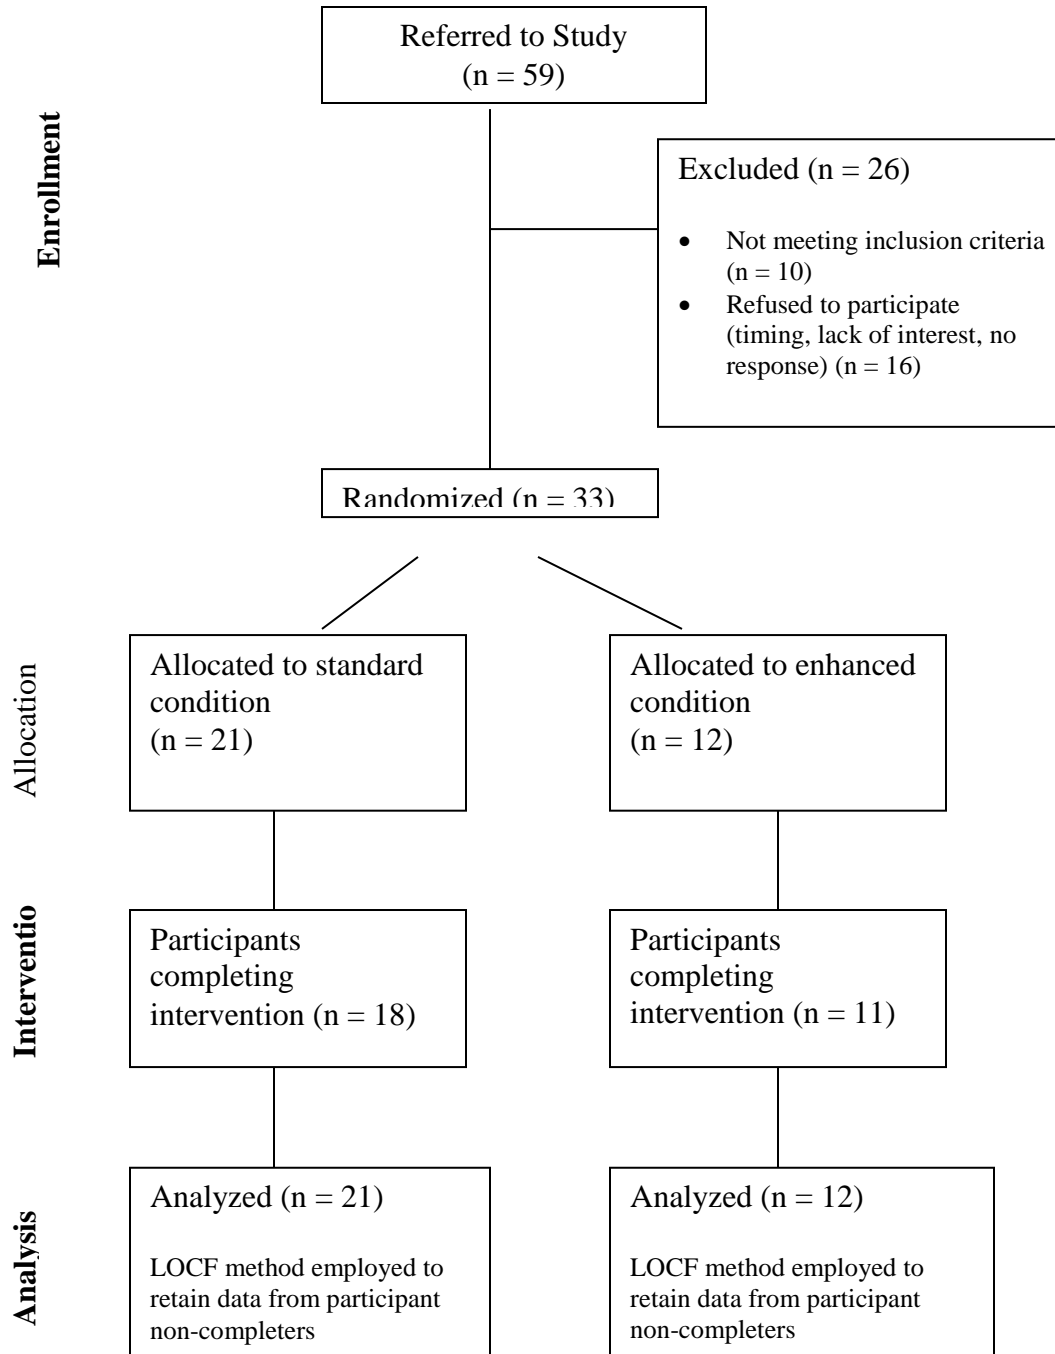 Referred to Study
(n = 59)
Enrollment
Excluded (n = 26)
• Not meeting inclusion criteria
(n = 10)
• Refused to participate
(timing, lack of interest, no
response) (n = 16)
Randomized (n = 33)
Allocation
Allocated to standard
condition
(n = 21)
Allocated to enhanced
condition
(n = 12)
Interventio
Participants
completing
intervention (n = 18)
Participants
completing
intervention (n = 11)
Analysis
Analyzed (n = 21)
LOCF method employed to
retain data from participant
non-completers
Analyzed (n = 12)
LOCF method employed to
retain data from participant
non-completers